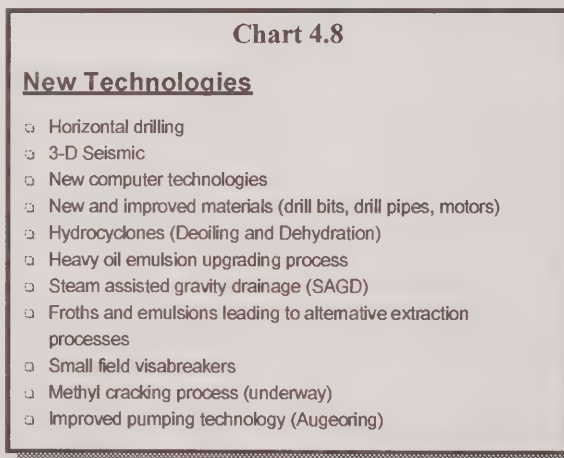 Chart 4.8
New Technologies
Horizontal drilling
3-D Seismic
New computer technologies
New and improved materials (drill bits, drill pipes, motors)
Hydrocyclones (Deoiling and Dehydration)
Heavy oil emulsion upgrading process
Steam assisted gravity drainage (SAGD)
Froths and emulsions leading to alternative extraction
processes
Small field visabreakers
Methyl cracking process (underway)
Improved pumping technology (Augeoring)